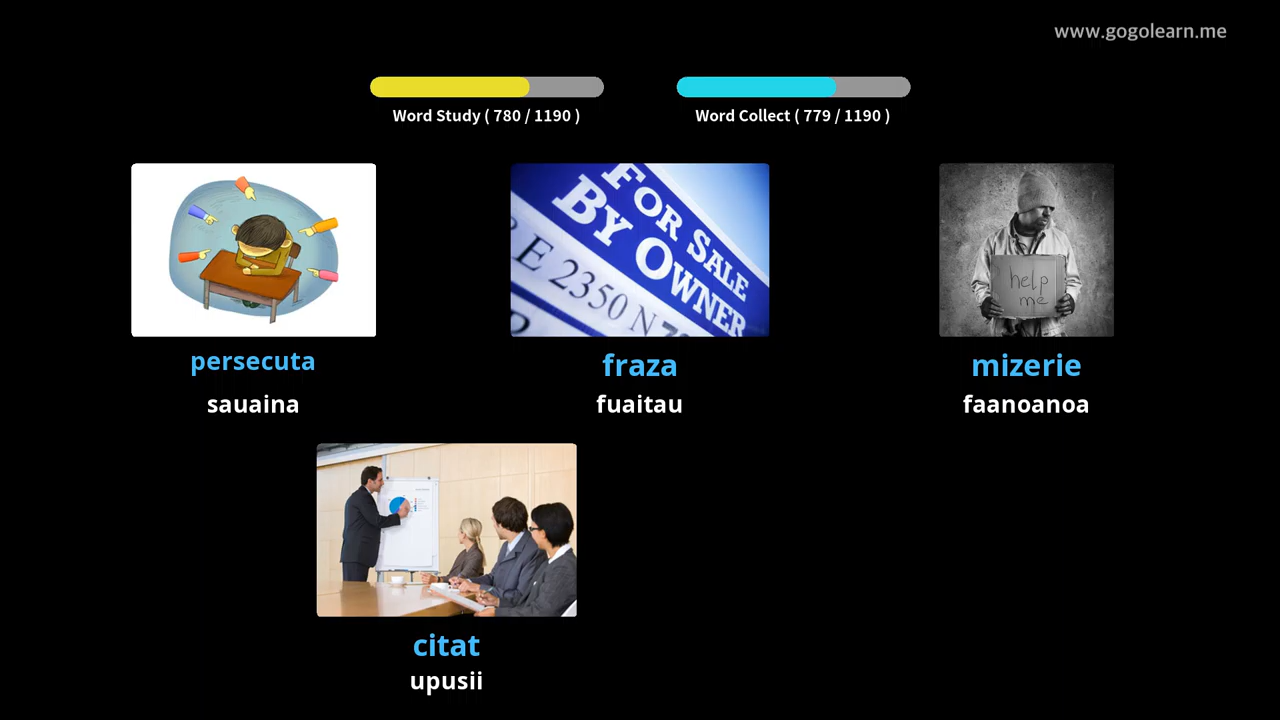 www.gogolearn.me
Word Study ( 780 / 1190 )
Word Collect ( 779 / 1190 )
FOR SALE
BY OWNER
E 2350 N
help
me
persecuta
fraza
mizerie
sauaina
fuaitau
faanoanoa
citat
upusii